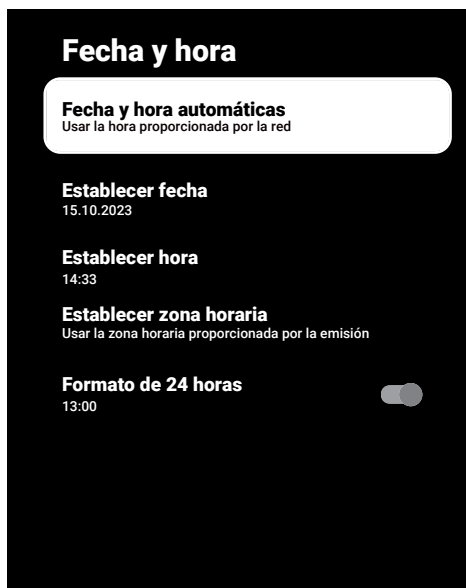 Fecha y hora
Fecha y hora automáticas
Usar la hora proporcionada por la red
Establecer fecha
15.10.2023
Establecer hora
14:33
Establecer zona horaria
Usar la zona horaria proporcionada por la emisión
Formato de 24 horas
13:00